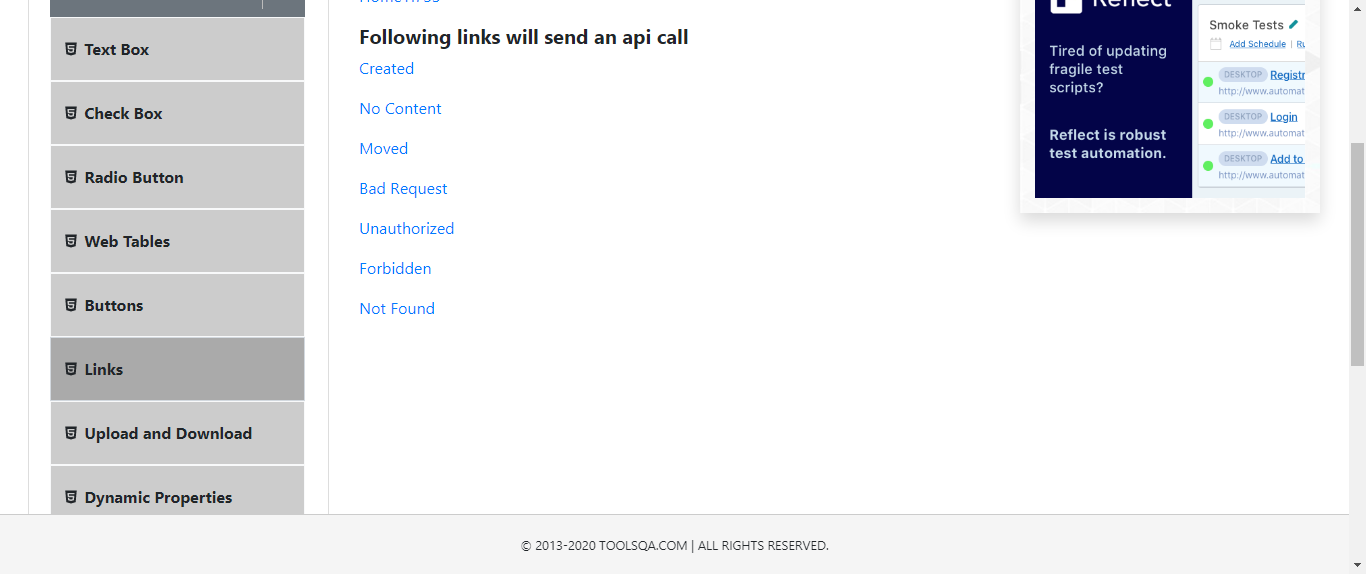 Text Box
Check Box
Radio Button
Web Tables
Buttons
Links
Upload and Download
Dynamic Properties
Following links will send an api call
Created
No Content
Moved
Bad Request
Unauthorized
Forbidden
Not Found
Reflect
Tired of updating
fragile test
scripts?
Reflect is robust
test automation.
Smoke Tests
Add Schedule | Ru
DESKTOP Registr
http://www.automat
DESKTOP Login
http://www.automat
DESKTOP Add to
http://www.automat
© 2013-2020 TOOLSQA.COM | ALL RIGHTS RESERVED.